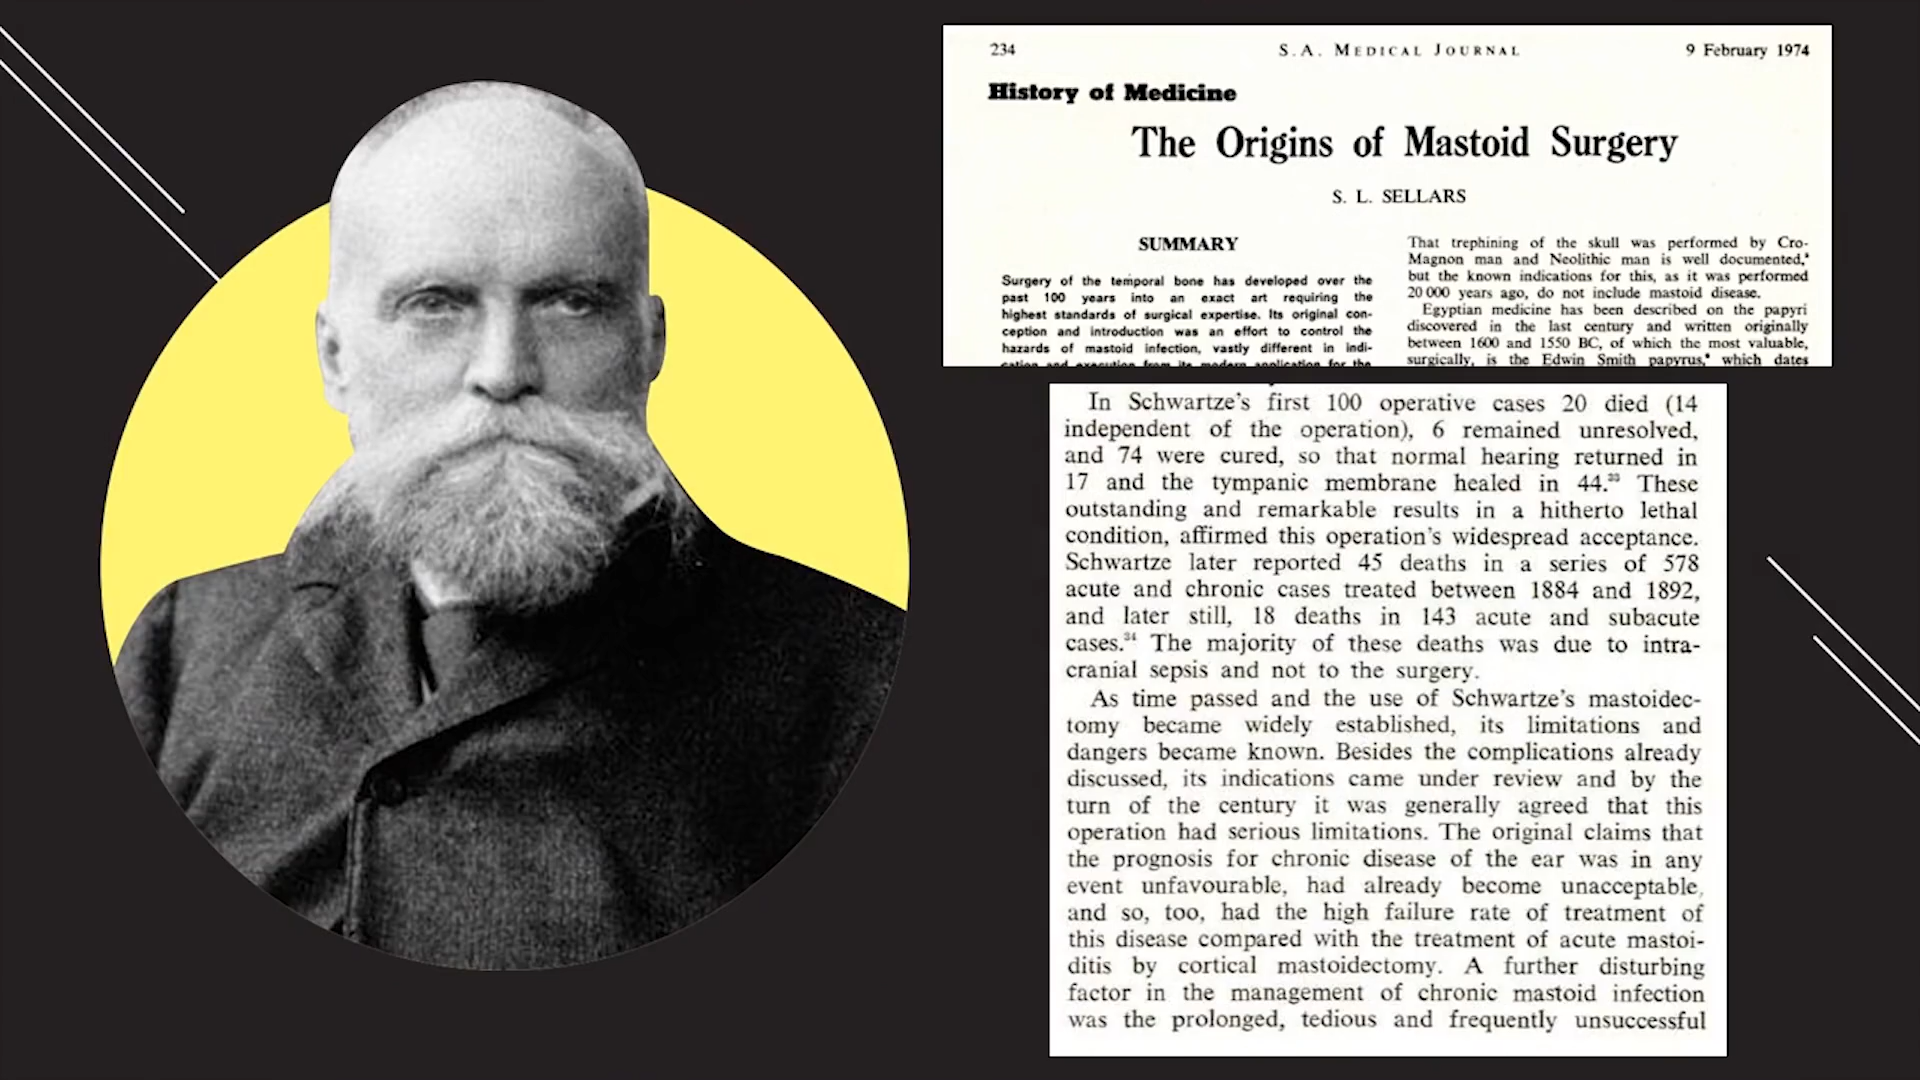 234 S.A. MEDICAL JOURNAL 9 February 1974
History of Medicine
The Origins of Mastoid Surgery
S. L. SELLARS
SUMMARY
Surgery of the temporal bone has developed over the
past 100 years into an exact art requiring the
highest standards of surgical expertise. Its original con-
ception and introduction was an effort to control the
hazards of mastoid infection, vastly different in indi-
cation and execution from its modern application for the
That trephining of the skull was performed by Cro-
Magnon man and Neolithic man is well documented,
but the known indications for this, as it was performed
20 000 years ago, do not include mastoid disease.
Egyptian medicine has been described on the papyri
discovered in the last century and written originally
between 1600 and 1550 BC, of which the most valuable,
surgically, is the Edwin Smith papyrus, which dates
In Schwartze's first 100 operative cases 20 died (14
independent of the operation), 6 remained unresolved,
and 74 were cured, so that normal hearing returned in
17 and the tympanic membrane healed in 44.³³ These
outstanding and remarkable results in a hitherto lethal
condition, affirmed this operation's widespread acceptance.
Schwartze later reported 45 deaths in a series of 578
acute and chronic cases treated between 1884 and 1892,
and later still, 18 deaths in 143 acute and subacute
cases.³⁴ The majority of these deaths was due to intra-
cranial sepsis and not to the surgery.
As time passed and the use of Schwartze's mastoidec-
tomy became widely established, its limitations and
dangers became known. Besides the complications already
discussed, its indications came under review and by the
turn of the century it was generally agreed that this
operation had serious limitations. The original claims that
the prognosis for chronic disease of the ear was in any
event unfavourable, had already become unacceptable,
and so, too, had the high failure rate of treatment of
this disease compared with the treatment of acute mastoi-
ditis by cortical mastoidectomy. A further disturbing
factor in the management of chronic mastoid infection
was the prolonged, tedious and frequently unsuccessful